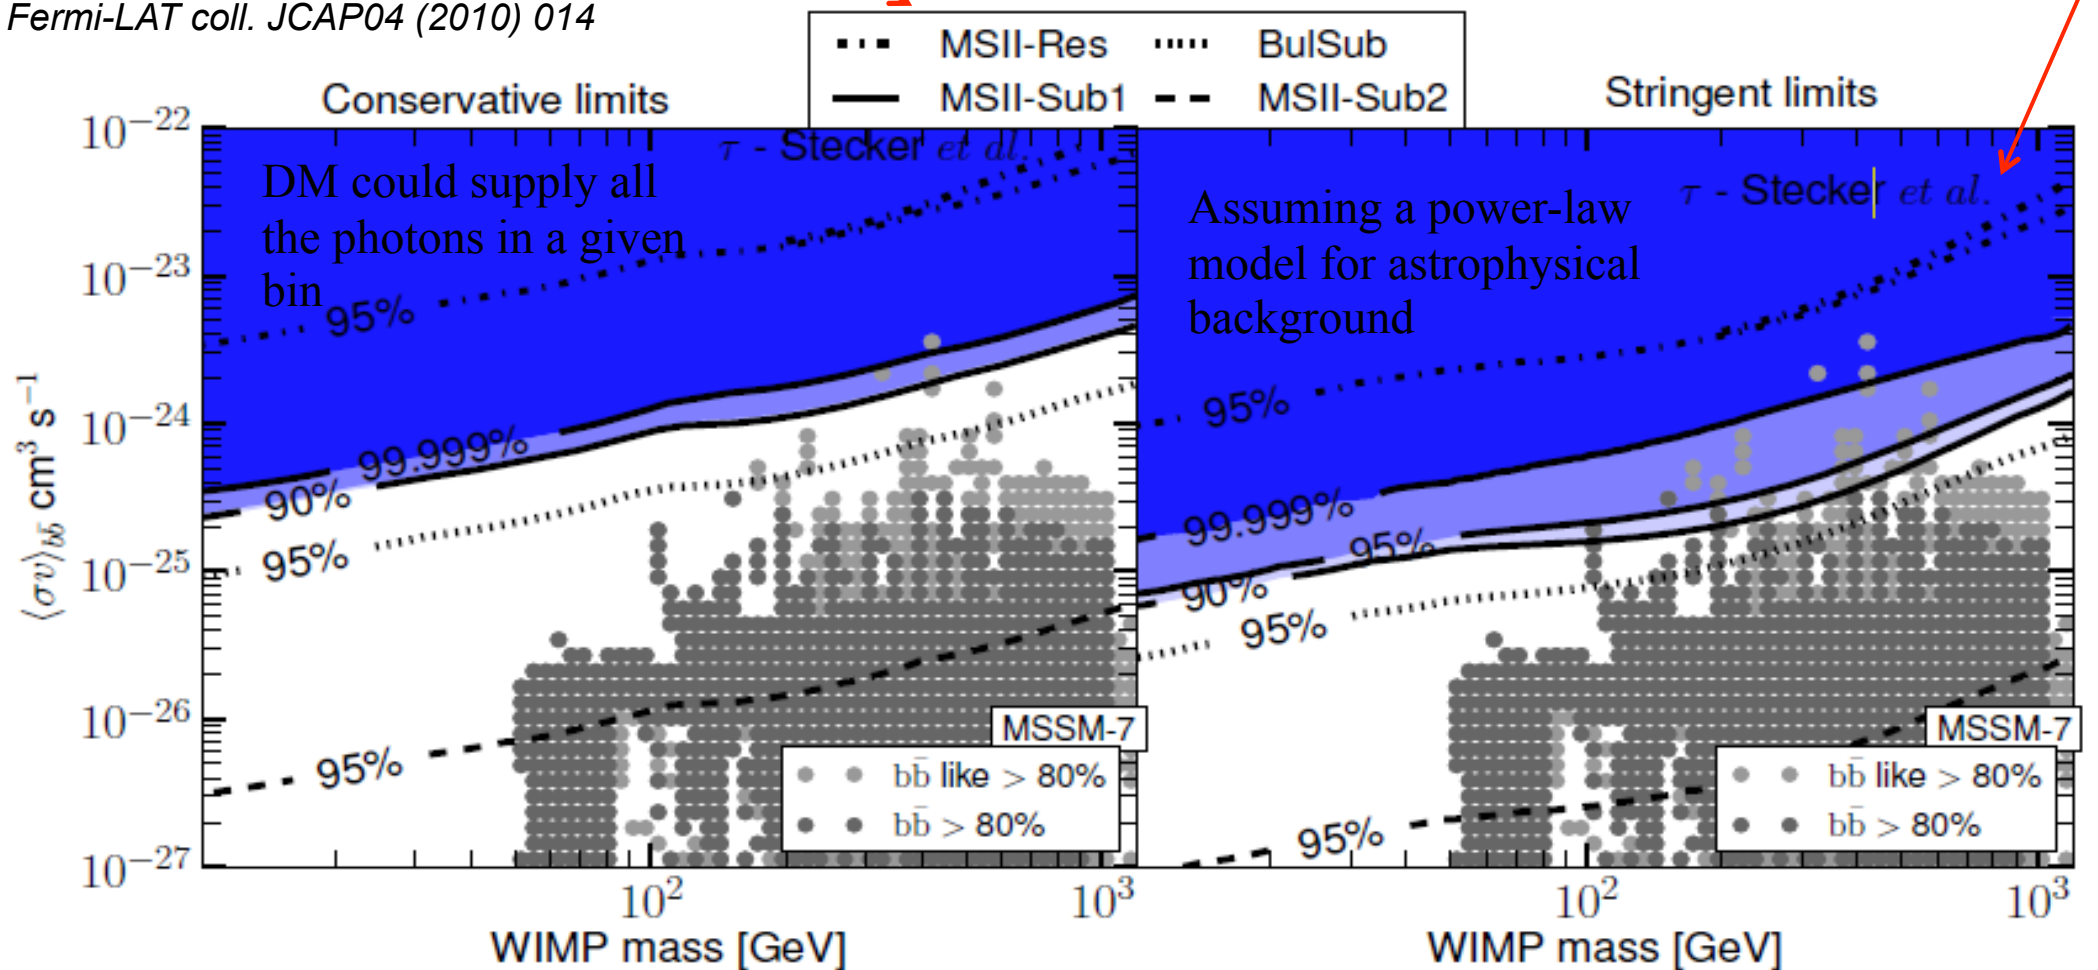 Fermi-LAT coll. JCAP04 (2010) 014
MSII-Res BulSub
MSII-Sub1 MSII-Sub2
Conservative limits
Stringent limits
τ - Stecker et al.
DM could supply all
the photons in a given
bin
τ - Stecker et al.
Assuming a power-law
model for astrophysical
background
10−22
10−23
10−24
10−25
10−26
10−27
⟨σv⟩bb̄ cm3 s−1
95%
99.999%
90%
95%
95%
95%
99.999%
95%
90%
95%
95%
MSSM-7
bb̄ like > 80%
bb̄ > 80%
MSSM-7
bb̄ like > 80%
bb̄ > 80%
102 103
102 103
WIMP mass [GeV]
WIMP mass [GeV]